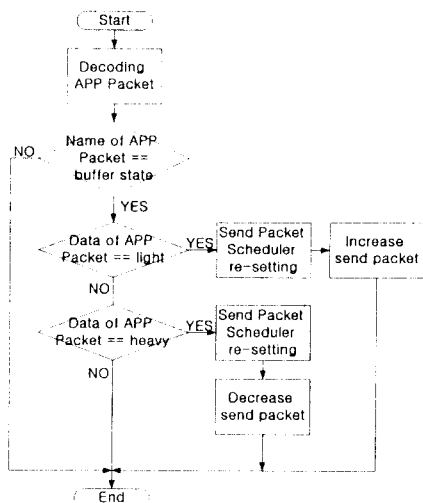 Start
Decoding
APP Packet
Name of APP
Packet ==
buffer state
NO
YES
Data of APP
Packet == light
YES
Send Packet
Scheduler
re-setting
Increase
send packet
NO
Data of APP
Packet == heavy
YES
Send Packet
Scheduler
re-setting
NO
Decrease
send packet
End